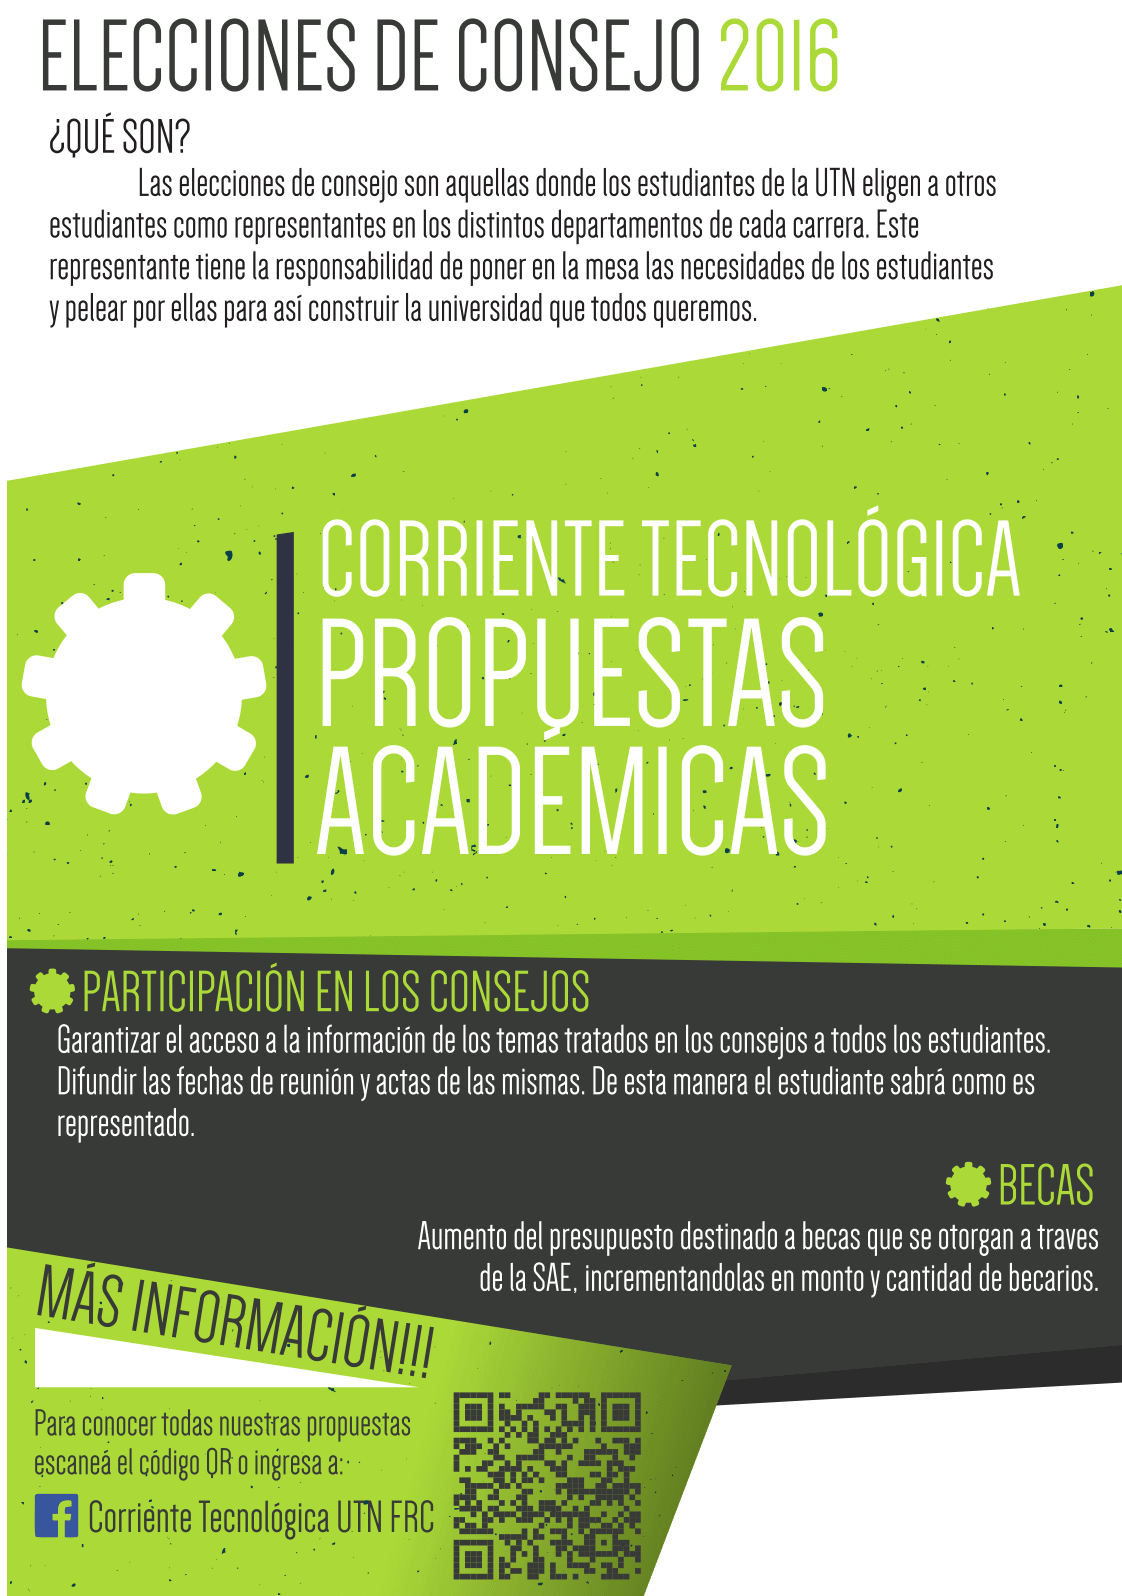 ELECCIONES DE CONSEJO 2016
¿QUÉ SON?
Las elecciones de consejo son aquellas donde los estudiantes de la UTN eligen a otros
estudiantes como representantes en los distintos departamentos de cada carrera. Este
representante tiene la responsabilidad de poner en la mesa las necesidades de los estudiantes
y pelear por ellas para así construir la universidad que todos queremos.
CORRIENTE TECNOLÓGICA
PROPUESTAS
ACADÉMICAS
PARTICIPACIÓN EN LOS CONSEJOS
Garantizar el acceso a la información de los temas tratados en los consejos a todos los estudiantes.
Difundir las fechas de reunión y actas de las mismas. De esta manera el estudiante sabrá como es
representado.
BECAS
Aumento del presupuesto destinado a becas que se otorgan a traves
de la SAE, incrementandolas en monto y cantidad de becarios.
MÁS INFORMACIÓN!!!
Para conocer todas nuestras propuestas
escaneá el código QR o ingresa a:
Corriente Tecnológica UTN FRC